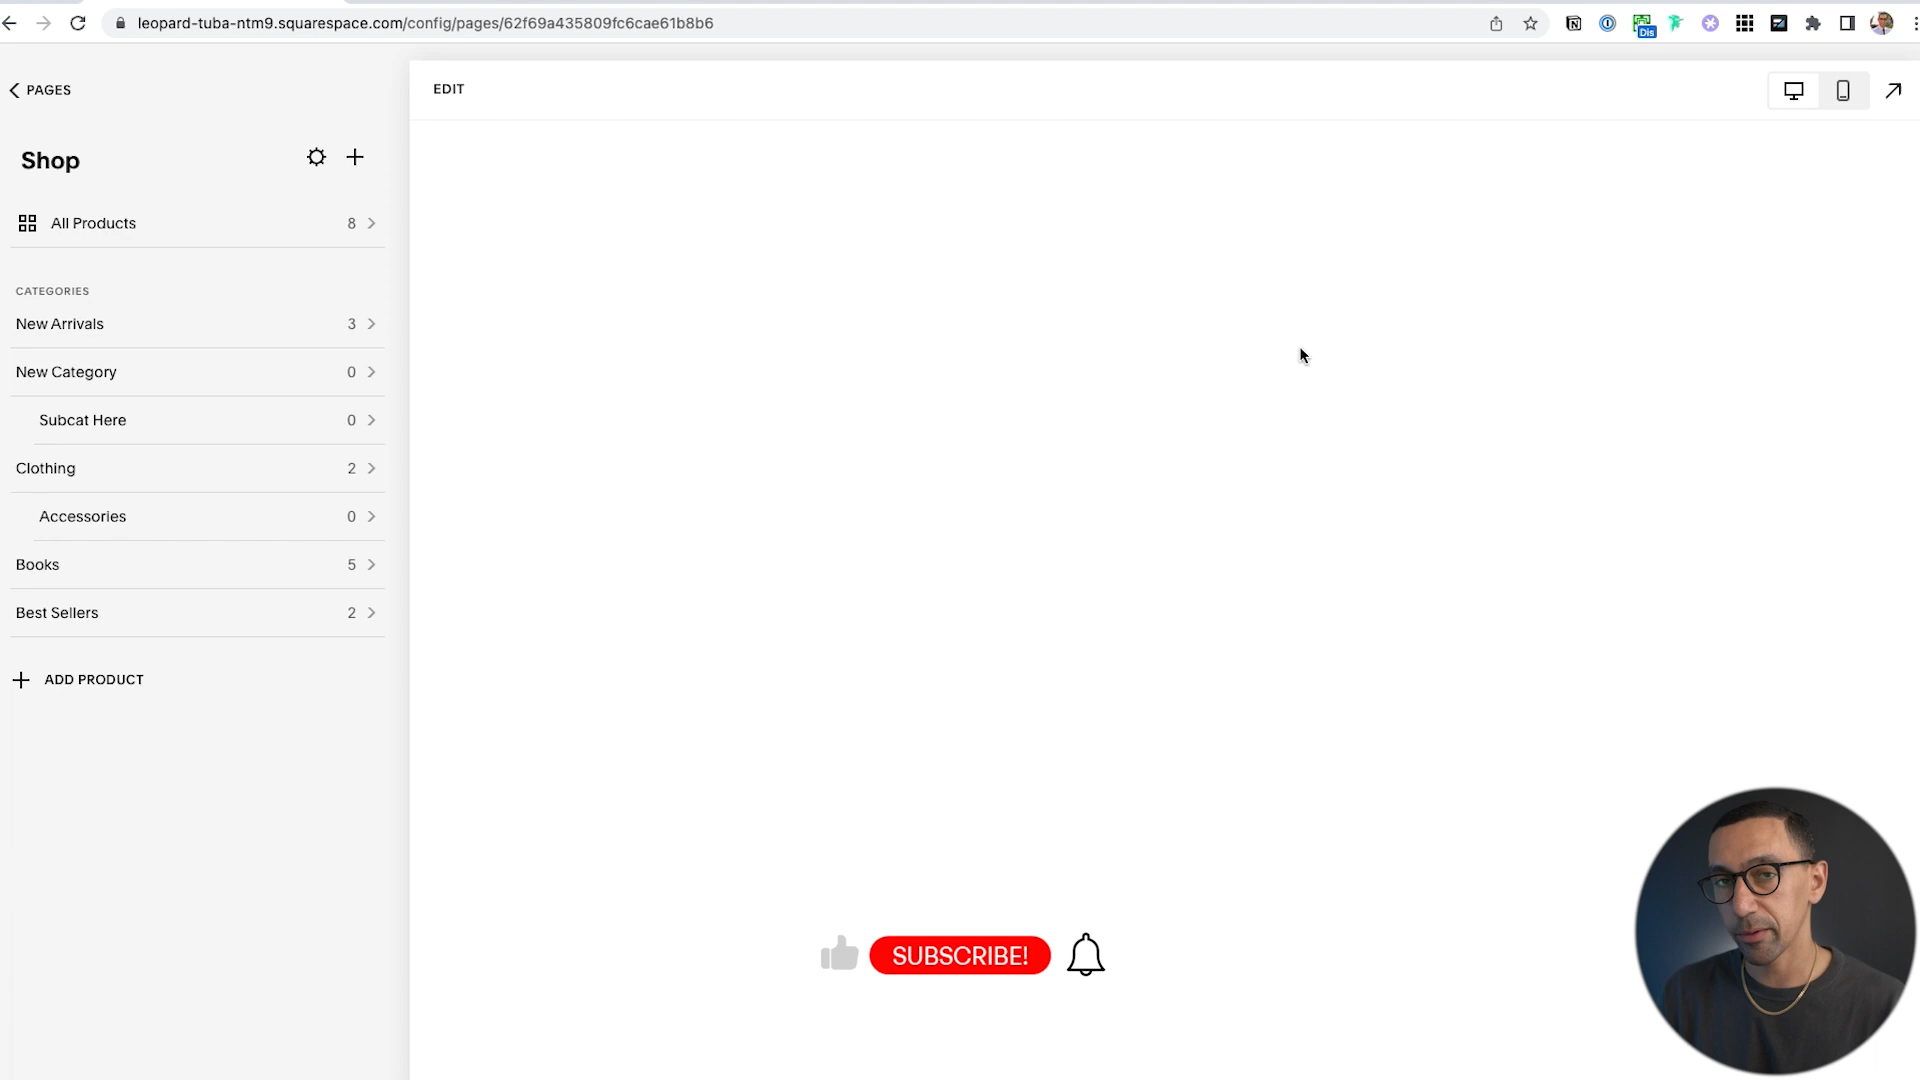 leopard-tuba-ntm9.squarespace.com/config/pages/62f69a435809fc6cae61b8b6
Dis
PAGES
EDIT
Shop
All Products 8
CATEGORIES
New Arrivals 3
New Category 0
Subcat Here 0
Clothing 2
Accessories 0
Books 5
Best Sellers 2
ADD PRODUCT
SUBSCRIBE!